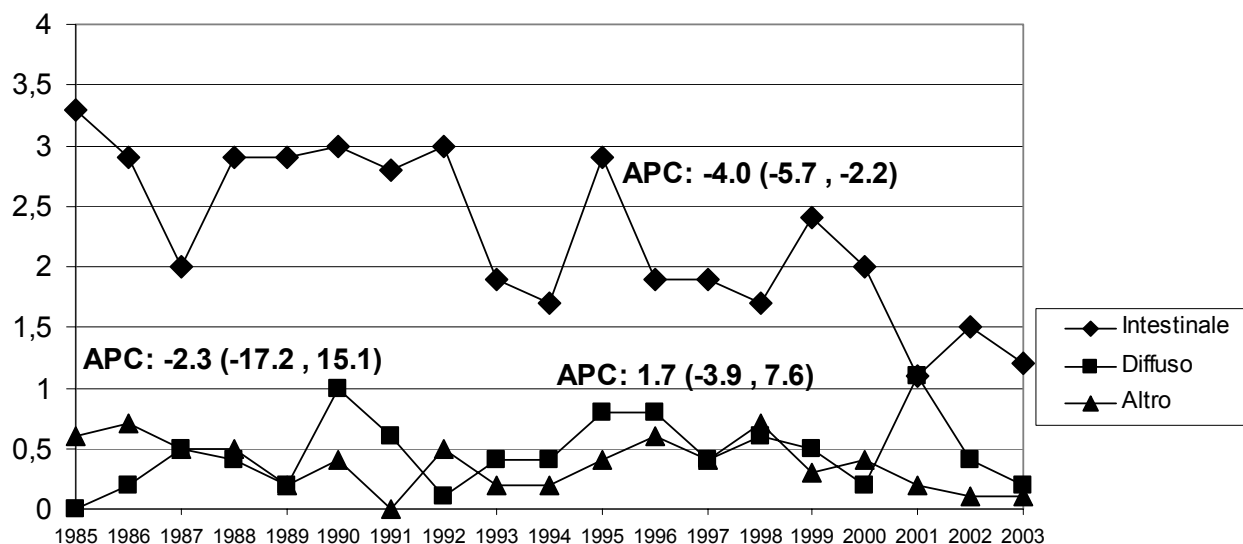 4
3,5
3
2,5
2
1,5
1
0,5
0
APC: -4.0 (-5.7 , -2.2)
APC: -2.3 (-17.2 , 15.1)
APC: 1.7 (-3.9 , 7.6)
1985 1986 1987 1988 1989 1990 1991 1992 1993 1994 1995 1996 1997 1998 1999 2000 2001 2002 2003
Intestinale
Diffuso
Altro